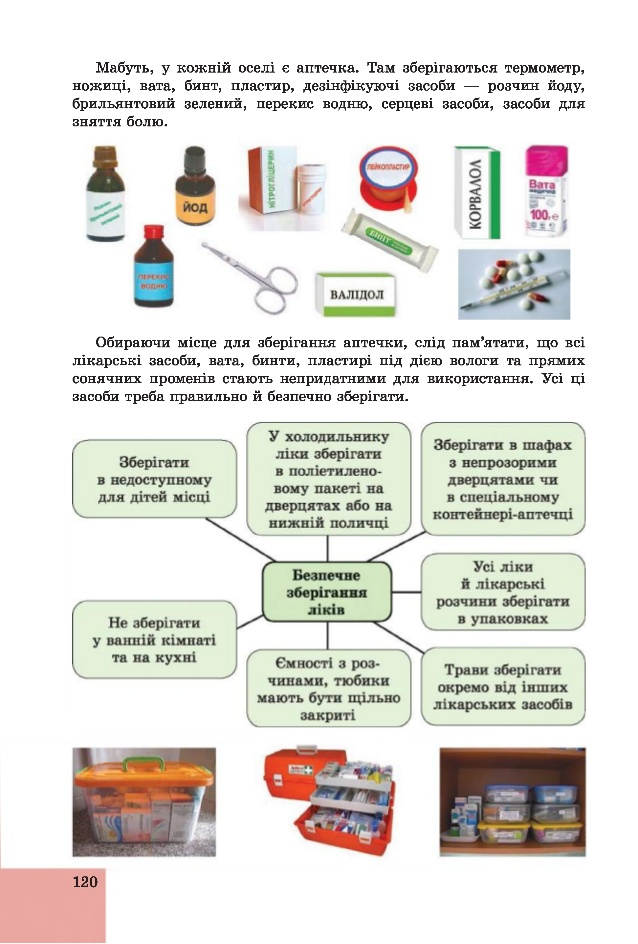 Мабуть, у кожній оселі є аптечка. Там зберігаються термометр,
ножиці, вата, бинт, пластир, дезінфікуючі засоби — розчин йоду,
брильянтовий зелений, перекис водню, серцеві засоби, засоби для
зняття болю.
ЙОД
НІТРОГЛІЦЕРИН
ЛЕЙКОПЛАСТИР
КОРВАЛОЛ
Вата
медична
100г
ПЕРЕКИС
ВОДНЮ
БИНТ
ВАЛІДОЛ
Обираючи місце для зберігання аптечки, слід пам’ятати, що всі
лікарські засоби, вата, бинти, пластирі під дією вологи та прямих
сонячних променів стають непридатними для використання. Усі ці
засоби треба правильно й безпечно зберігати.
Зберігати
в недоступному
для дітей місці
У холодильнику
ліки зберігати
в поліетилено-
вому пакеті на
дверцятах або на
нижній поличці
Зберігати в шафах
з непрозорими
дверцятами чи
в спеціальному
контейнері-аптечці
Безпечне
зберігання
ліків
Усі ліки
й лікарські
розчини зберігати
в упаковках
Не зберігати
у ванній кімнаті
та на кухні
Ємності з роз-
чинами, тюбики
мають бути щільно
закриті
Трави зберігати
окремо від інших
лікарських засобів
120